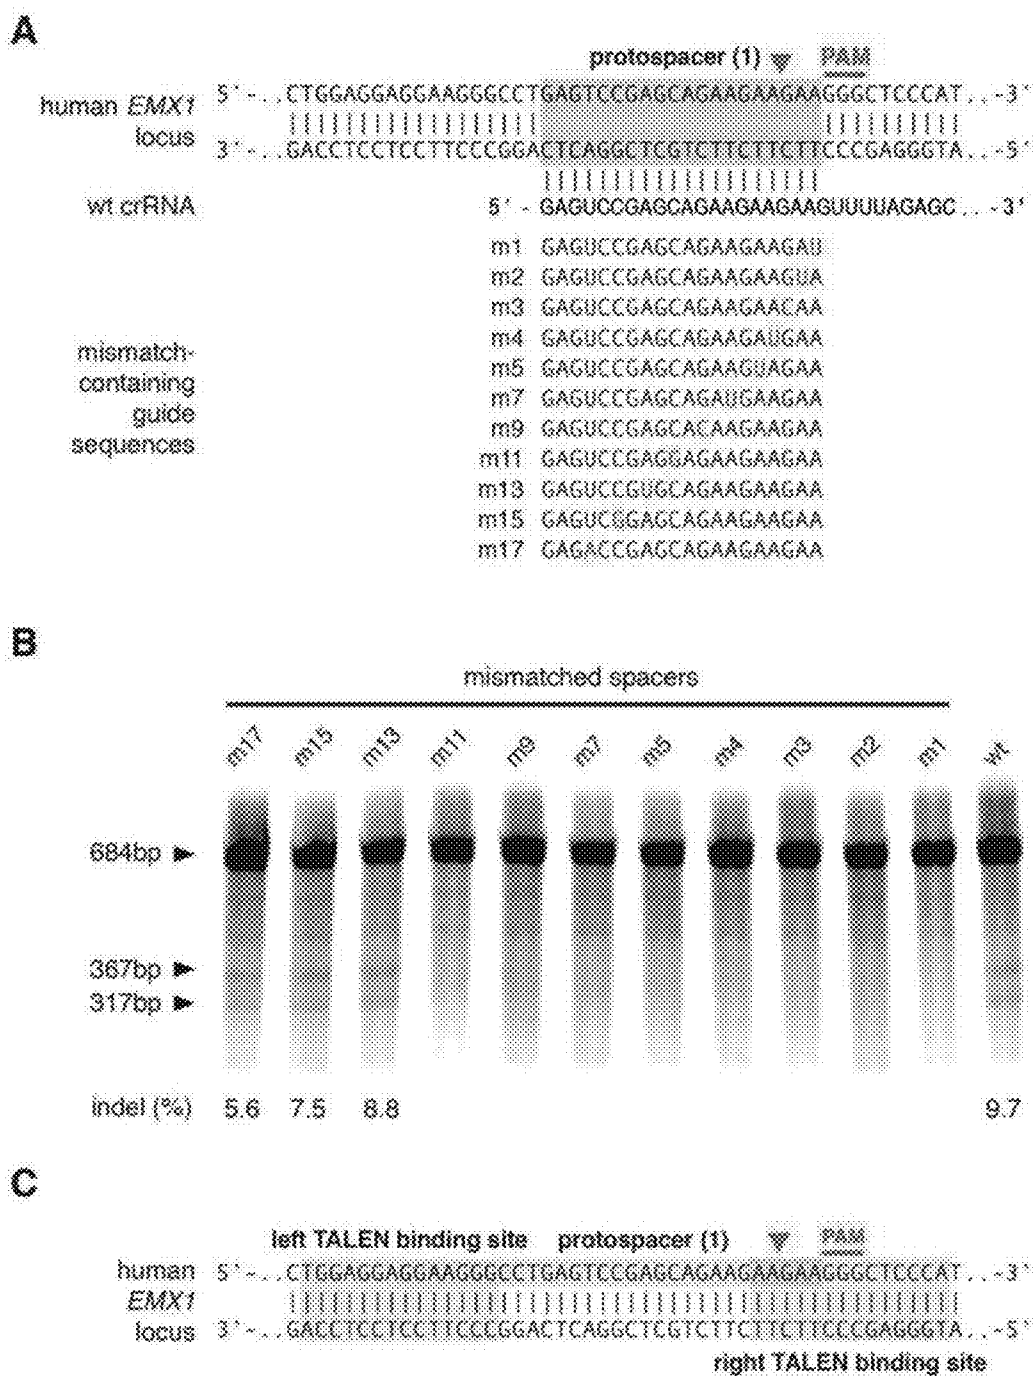 A
protospacer (1) PAM
human EMX1 locus
5'-..CTGGAGGAGGAAGGGCCTGAGTCCGAGCAGAAGAAGAAGGGCTCCCAT..-3'
3'-..GACCTCCTCCTTCCCGGACTCAGGCTCGTCTTCTTCTTCCCGAGGGTA..-5'
wt crRNA 5'- GAGUCCGAGCAGAAGAAGAAGUUUUAGAGC..-3'
mismatch-containing guide sequences
m1 GAGUCCGAGCAGAAGAAGAU
m2 GAGUCCGAGCAGAAGAAGUA
m3 GAGUCCGAGCAGAAGAACAA
m4 GAGUCCGAGCAGAAGAUGAA
m5 GAGUCCGAGCAGAAGUAGAA
m7 GAGUCCGAGCAGAUGAAGAA
m9 GAGUCCGAGCACAAGAAGAA
m11 GAGUCCGAGGAGAAGAAGAA
m13 GAGUCCGUGCAGAAGAAGAA
m15 GAGUCGGAGCAGAAGAAGAA
m17 GAGACCGAGCAGAAGAAGAA
B
mismatched spacers
m17 m15 m13 m11 m9 m7 m5 m4 m3 m2 m1 wt
684bp
367bp
317bp
indel (%) 5.6 7.5 8.8 9.7
C
left TALEN binding site protospacer (1) PAM
human EMX1 locus
5'-..CTGGAGGAGGAAGGGCCTGAGTCCGAGCAGAAGAAGAAGGGCTCCCAT..-3'
3'-..GACCTCCTCCTTCCCGGACTCAGGCTCGTCTTCTTCTTCCCGAGGGTA..-5'
right TALEN binding site